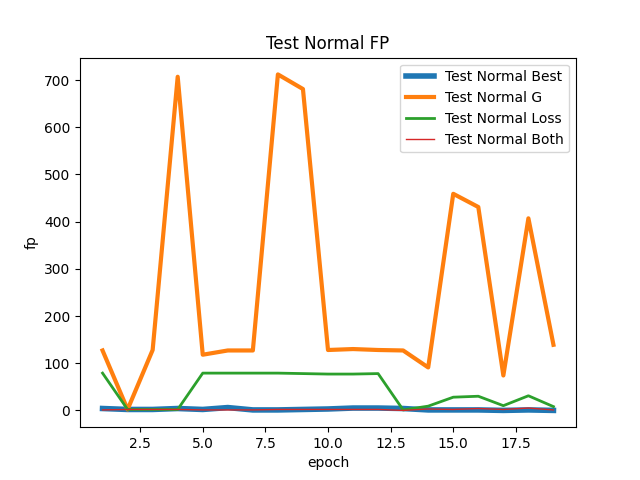 Test Normal FP
Test Normal Best
Test Normal G
Test Normal Loss
Test Normal Both
fp
700
600
500
400
300
200
100
0
2.5 5.0 7.5 10.0 12.5 15.0 17.5
epoch